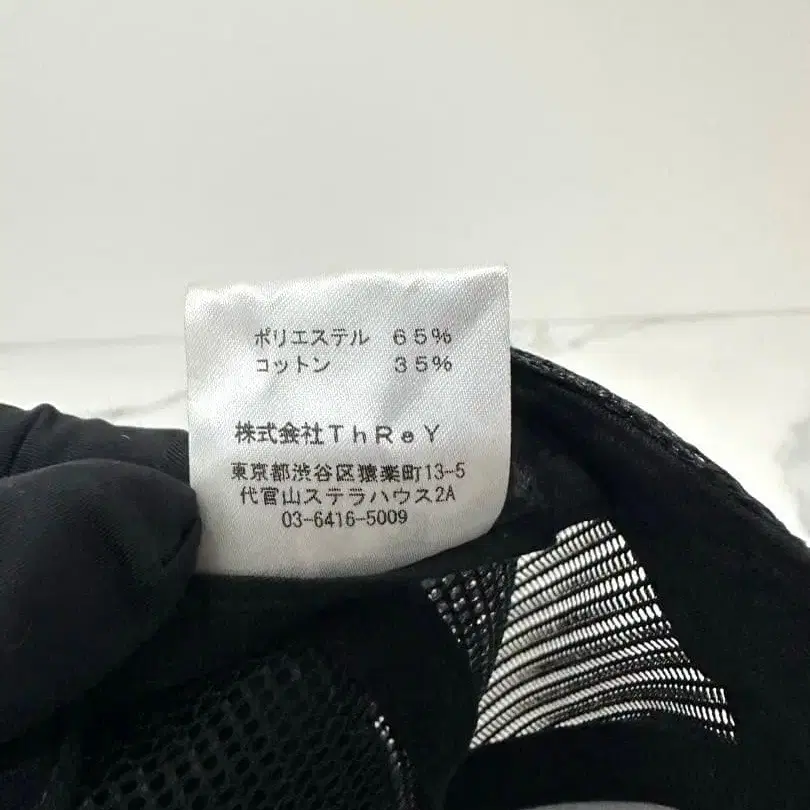 ポリエステル 65%
コットン 35%
株式会社ThReY
東京都渋谷区猿楽町13-5
代官山ステラハウス2A
03-6416-5009